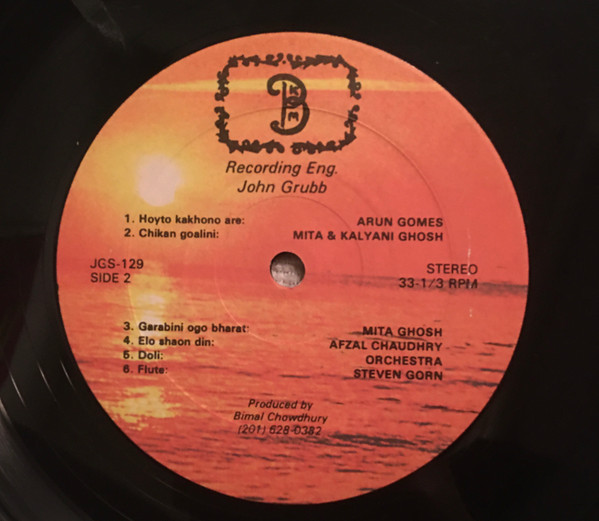 B
Recording Eng.
John Grubb
1. Hoyto kakhono are: ARUN GOMES
2. Chikan goalini: MITA & KALYANI GHOSH
JGS-129 STEREO
SIDE 2 33-1/3 RPM
3. Garabini ogo bharat: MITA GHOSH
4. Elo shaon din: AFZAL CHAUDHRY
5. Doli: ORCHESTRA
6. Flute: STEVEN GORN
Produced by
Bimal Chowdhury
(201) 628-0382